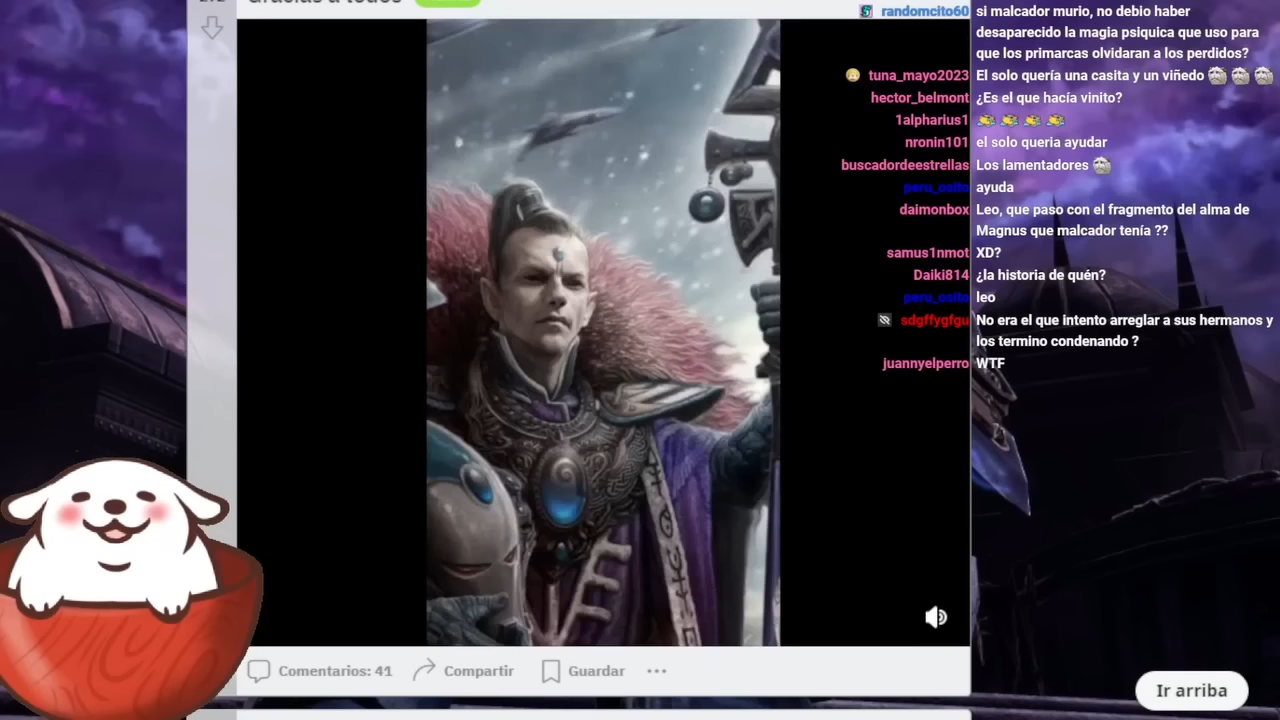 randomcito60 si malcador murio, no debio haber
desaparecido la magia psiquica que uso para
que los primarcas olvidaran a los perdidos?
tuna_mayo2023 El solo quería una casita y un viñedo
hector_belmont ¿Es el que hacía vinito?
1alpharius1
nronin101 el solo queria ayudar
buscadordeestrellas Los lamentadores
peru_osito ayuda
daimonbox Leo, que paso con el fragmento del alma de
Magnus que malcador tenía ??
samus1nmot XD?
Daiki814 ¿la historia de quén?
peru_osito leo
sdgffygfgu No era el que intento arreglar a sus hermanos y
los termino condenando ?
juannyelperro WTF
Comentarios: 41 Compartir Guardar
Ir arriba